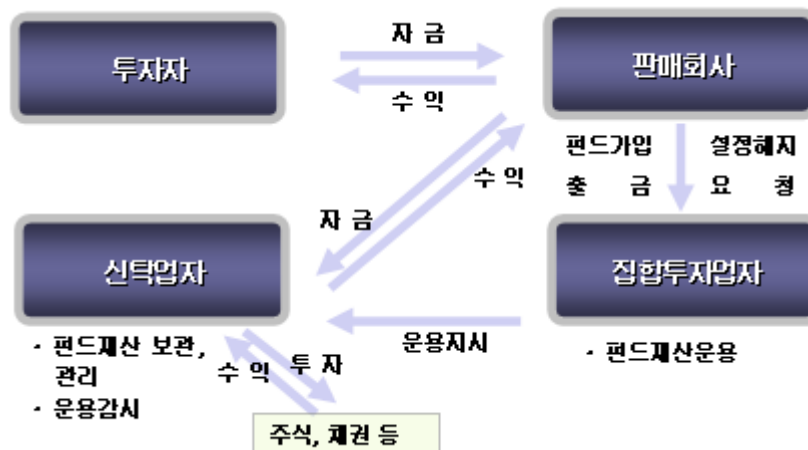 자 금
투자자
판매회사
수 익
펀드가입 설정해지
출 금 요 청
수 익
자 금
신탁업자
집합투자업자
운용지시
· 펀드재산 보관,
관리
· 운용감시
수 익
투 자
· 펀드재산운용
주식, 채권 등